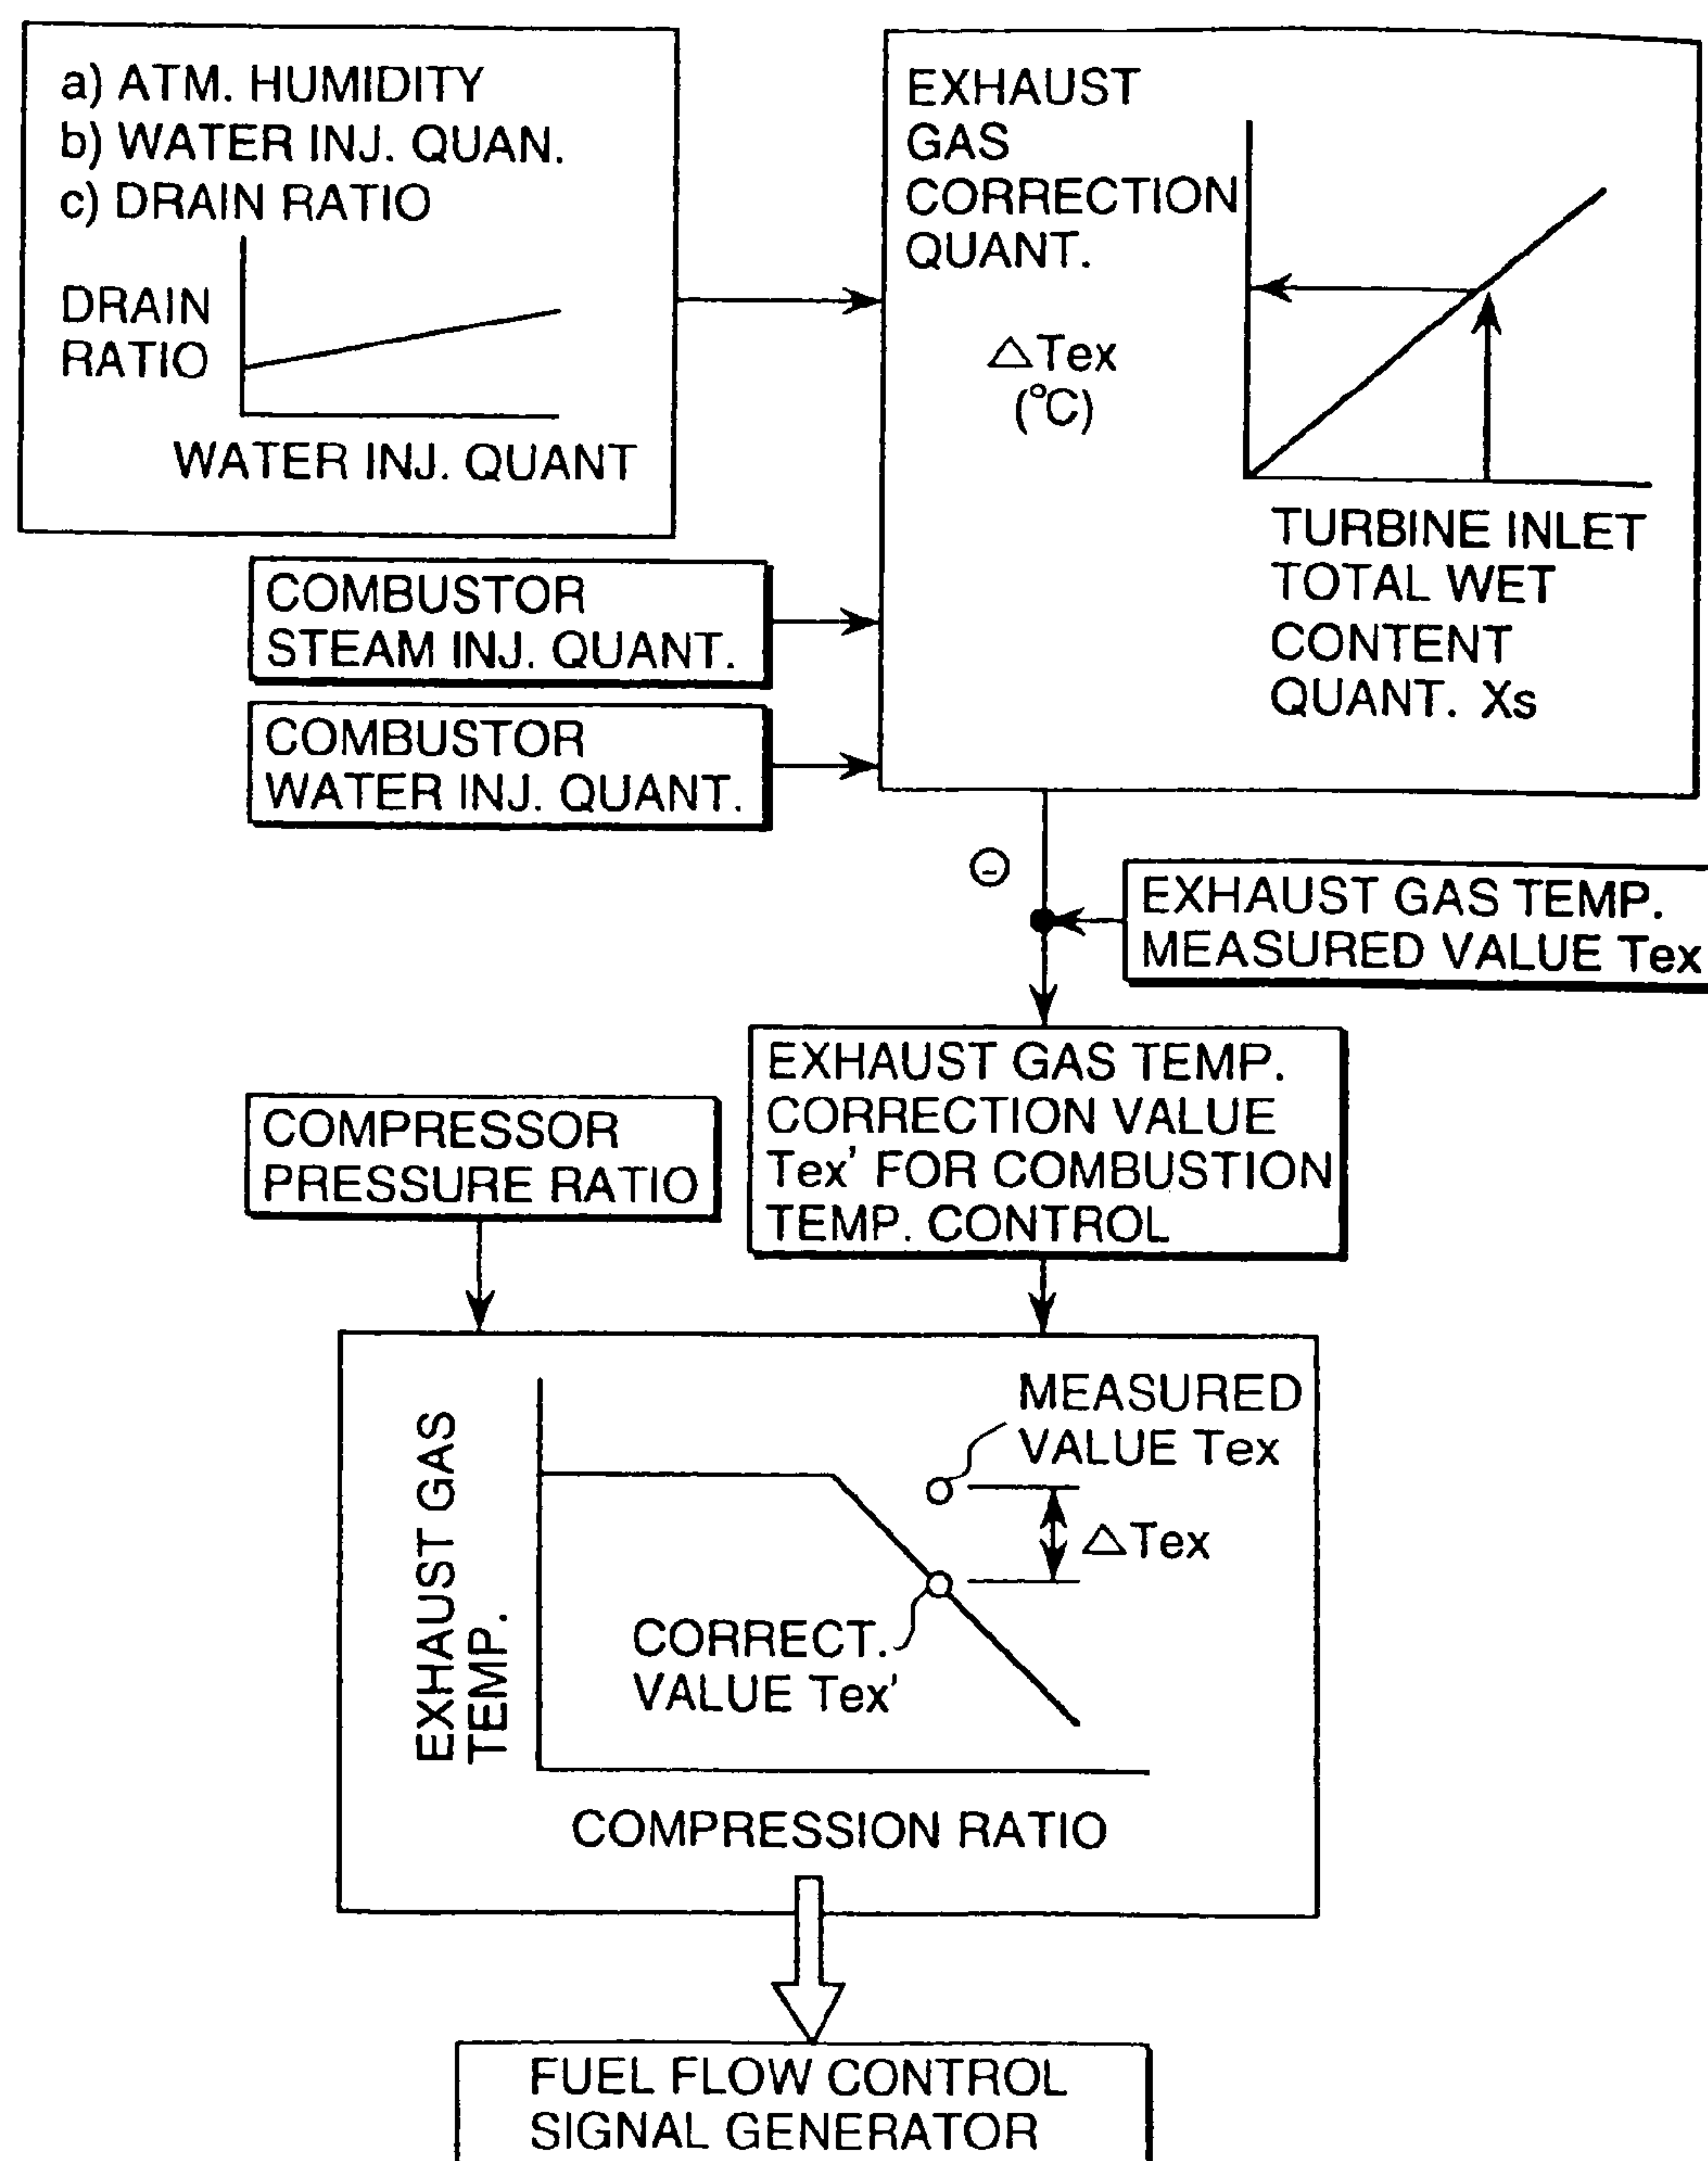 a) ATM. HUMIDITY
b) WATER INJ. QUAN.
c) DRAIN RATIO
DRAIN
RATIO
WATER INJ. QUANT
EXHAUST
GAS
CORRECTION
QUANT.
△Tex
(°C)
TURBINE INLET
TOTAL WET
CONTENT
QUANT. Xs
COMBUSTOR
STEAM INJ. QUANT.
COMBUSTOR
WATER INJ. QUANT.
-
EXHAUST GAS TEMP.
MEASURED VALUE Tex
EXHAUST GAS TEMP.
CORRECTION VALUE
Tex' FOR COMBUSTION
TEMP. CONTROL
COMPRESSOR
PRESSURE RATIO
MEASURED
VALUE Tex
△Tex
CORRECT.
VALUE Tex'
EXHAUST GAS
TEMP.
COMPRESSION RATIO
FUEL FLOW CONTROL
SIGNAL GENERATOR